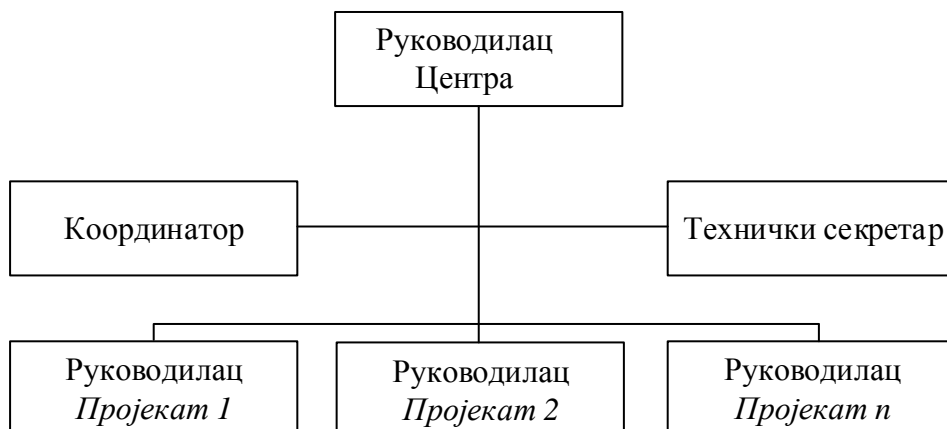 Руководилац
Центра
Координатор
Технички секретар
Руководилац
Пројекат 1
Руководилац
Пројекат 2
Руководилац
Пројекат n